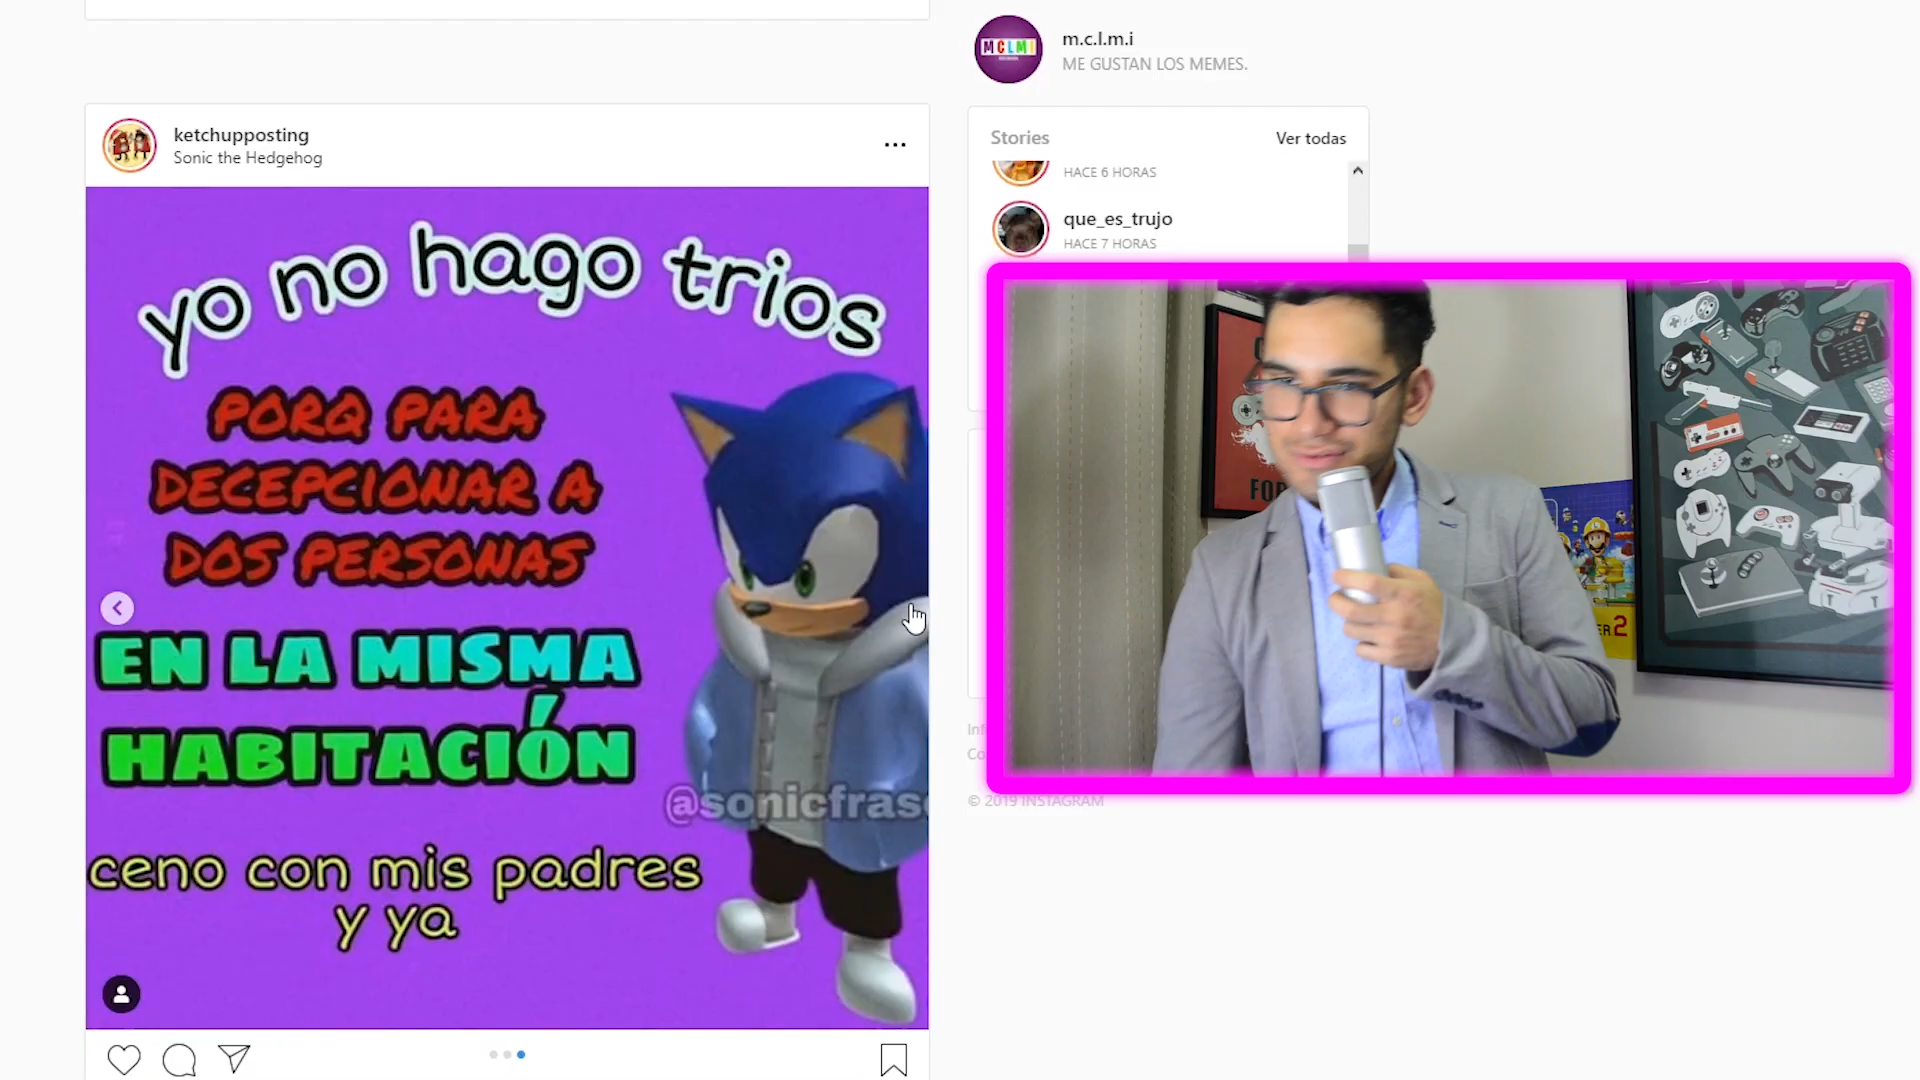 MCLMI
m.c.l.m.i
ME GUSTAN LOS MEMES.
ketchupposting
Sonic the Hedgehog
Stories
Ver todas
HACE 6 HORAS
que_es_trujo
HACE 7 HORAS
yo no hago trios
PORQ PARA
DECEPCIONAR A
DOS PERSONAS
EN LA MISMA
HABITACIÓN
@sonicfras
ceno con mis padres
y ya
© 2019 INSTAGRAM